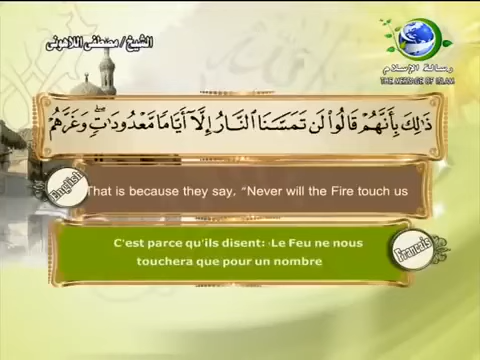 الشيخ / مصطفى اللاهونى
رسالة الإسلام
THE MESSAGE OF ISLAM
ذَٰلِكَ بِأَنَّهُمْ قَالُوا۟ لَن تَمَسَّنَا ٱلنَّارُ إِلَّآ أَيَّامًا مَّعْدُودَٰتٍ ۖ وَغَرَّهُمْ
English
That is because they say, “Never will the Fire touch us
C'est parce qu'ils disent: ‹Le Feu ne nous
touchera que pour un nombre
Français